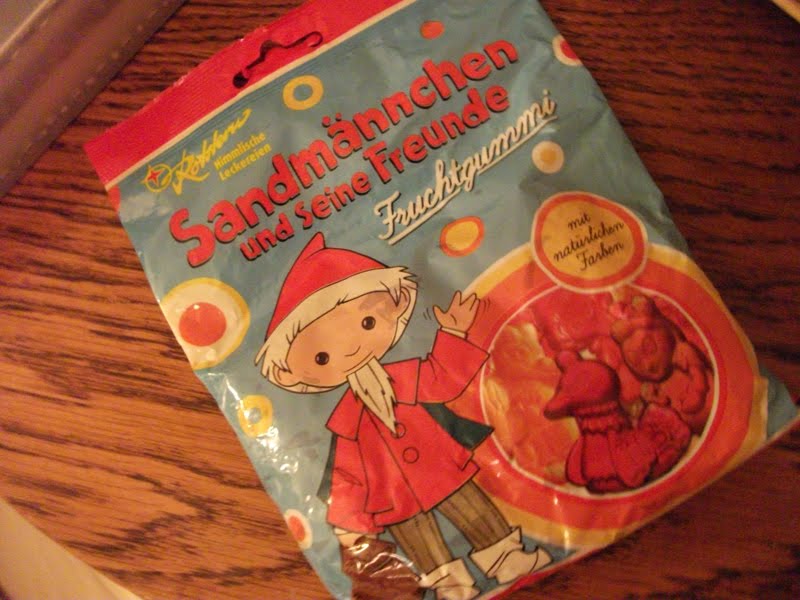 Rotstern
Himmlische
Leckereien
Sandmännchen
und seine Freunde
Fruchtgummi
mit
natürlichen
Farben